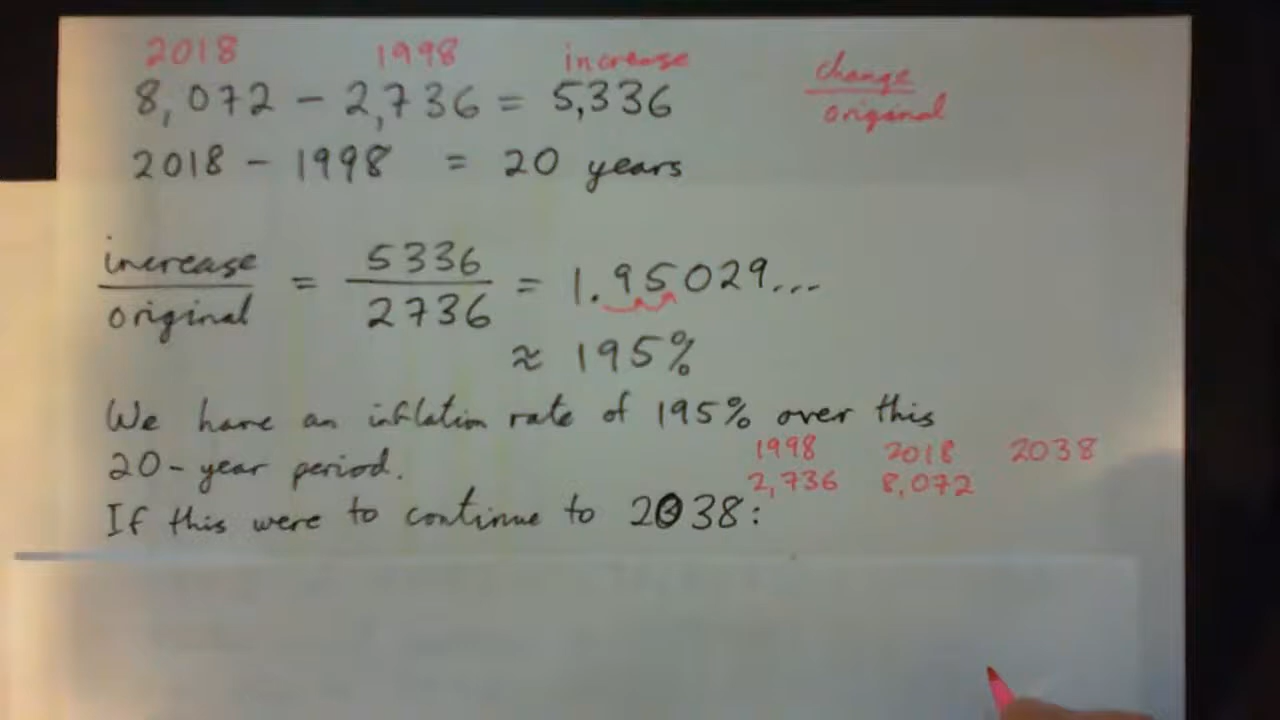 2018 1998 increase
8,072 - 2,736 = 5,336
change
original
2018 - 1998 = 20 years
increase = 5336 = 1.95029...
original 2736
≈ 195%
We have an inflation rate of 195% over this
20-year period.
1998 2018 2038
2,736 8,072
If this were to continue to 2038: